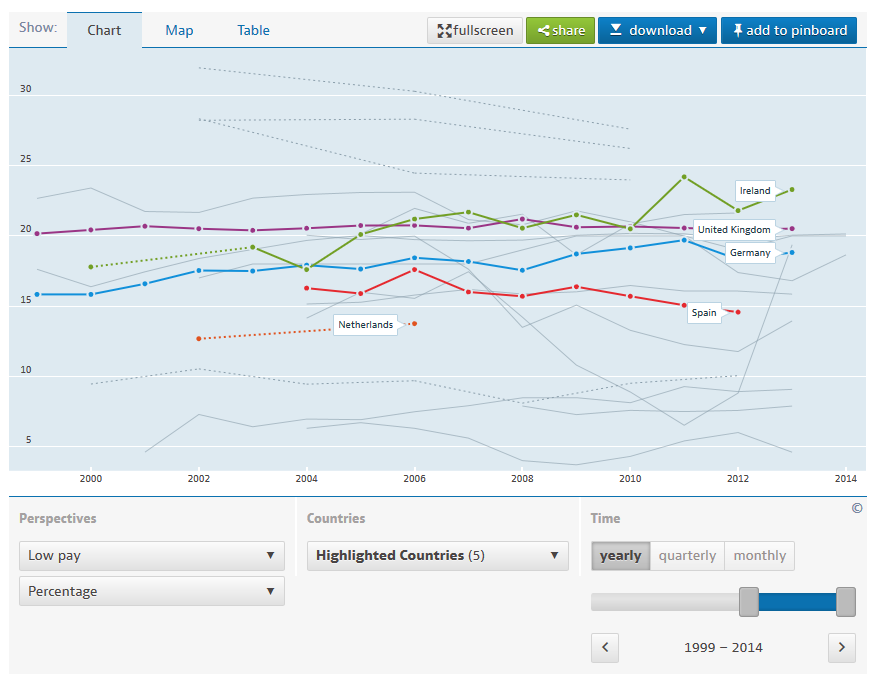 Show: Chart Map Table fullscreen share download ▼ add to pinboard
30
25
Ireland
20
United Kingdom
Germany
15
Spain
Netherlands
10
5
2000 2002 2004 2006 2008 2010 2012 2014
©
Perspectives Countries Time
Low pay ▼ Highlighted Countries (5) ▼ yearly quarterly monthly
Percentage ▼
< 1999 – 2014 >